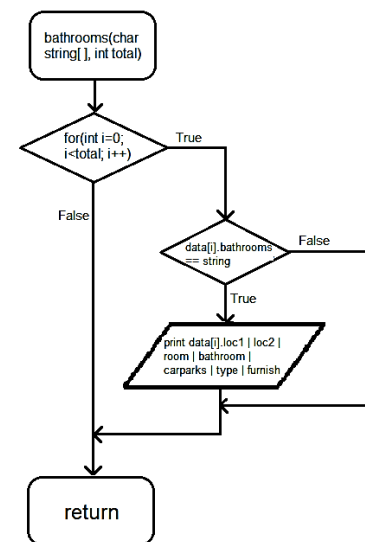 bathrooms(char
string[ ], int total)
for(int i=0;
i<total; i++)
True
False
data[i].bathrooms
== string
False
True
print data[i].loc1 | loc2 |
room | bathroom |
carparks | type | furnish
return